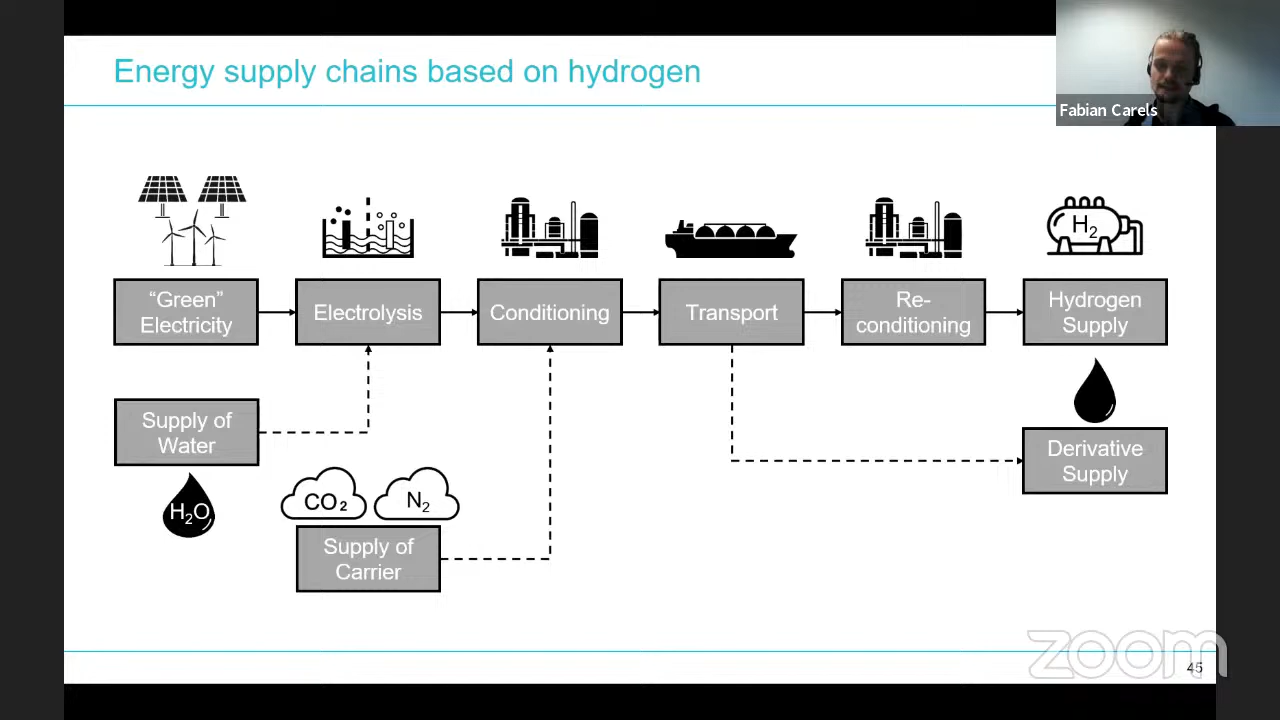 Energy supply chains based on hydrogen
Fabian Carels
H₂
“Green”
Electricity
Electrolysis
Conditioning
Transport
Re-
conditioning
Hydrogen
Supply
Supply of
Water
H₂O
CO₂
N₂
Supply of
Carrier
Derivative
Supply
zoom
45